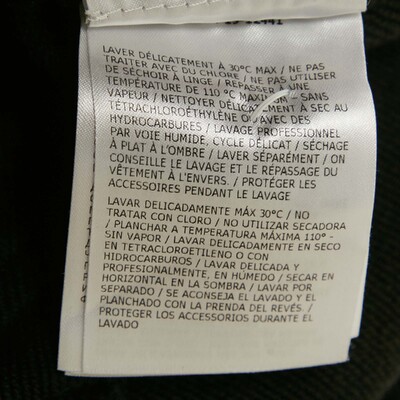 LAVER DÉLICATEMENT À 30°C MAX / NE PAS
TRAITER AVEC DU CHLORE / NE PAS UTILISER
DE SÉCHOIR À LINGE / REPASSER À UNE
TEMPÉRATURE DE 110 °C MAXIMUM – SANS
VAPEUR / NETTOYER DÉLICATEMENT À SEC AU
TÉTRACHLOROÉTHYLÈNE OU AVEC DES
HYDROCARBURES / LAVAGE PROFESSIONNEL
PAR VOIE HUMIDE, CYCLE DÉLICAT / SÉCHAGE
À PLAT À L'OMBRE / LAVER SÉPARÉMENT / ON
CONSEILLE LE LAVAGE ET LE REPASSAGE DU
VÊTEMENT À L'ENVERS. / PROTÉGER LES
ACCESSOIRES PENDANT LE LAVAGE
LAVAR DELICADAMENTE MÁX 30°C / NO
TRATAR CON CLORO / NO UTILIZAR SECADORA
/ PLANCHAR A TEMPERATURA MÁXIMA 110° -
SIN VAPOR / LAVAR DELICADAMENTE EN SECO
EN TETRACLOROETILENO O CON
HIDROCARBUROS / LAVAR DELICADA Y
PROFESIONALMENTE, EN HÚMEDO / SECAR EN
HORIZONTAL EN LA SOMBRA / LAVAR POR
SEPARADO / SE ACONSEJA EL LAVADO Y EL
PLANCHADO CON LA PRENDA DEL REVÉS. /
PROTEGER LOS ACCESORIOS DURANTE EL
LAVADO